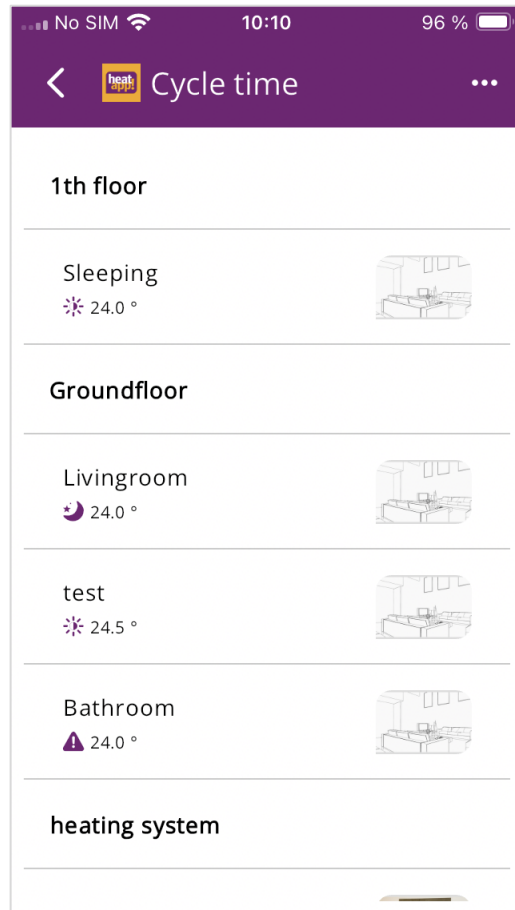 No SIM 10:10 96 %
heat app! Cycle time
1th floor
Sleeping
24.0 °
Groundfloor
Livingroom
24.0 °
test
24.5 °
Bathroom
24.0 °
heating system